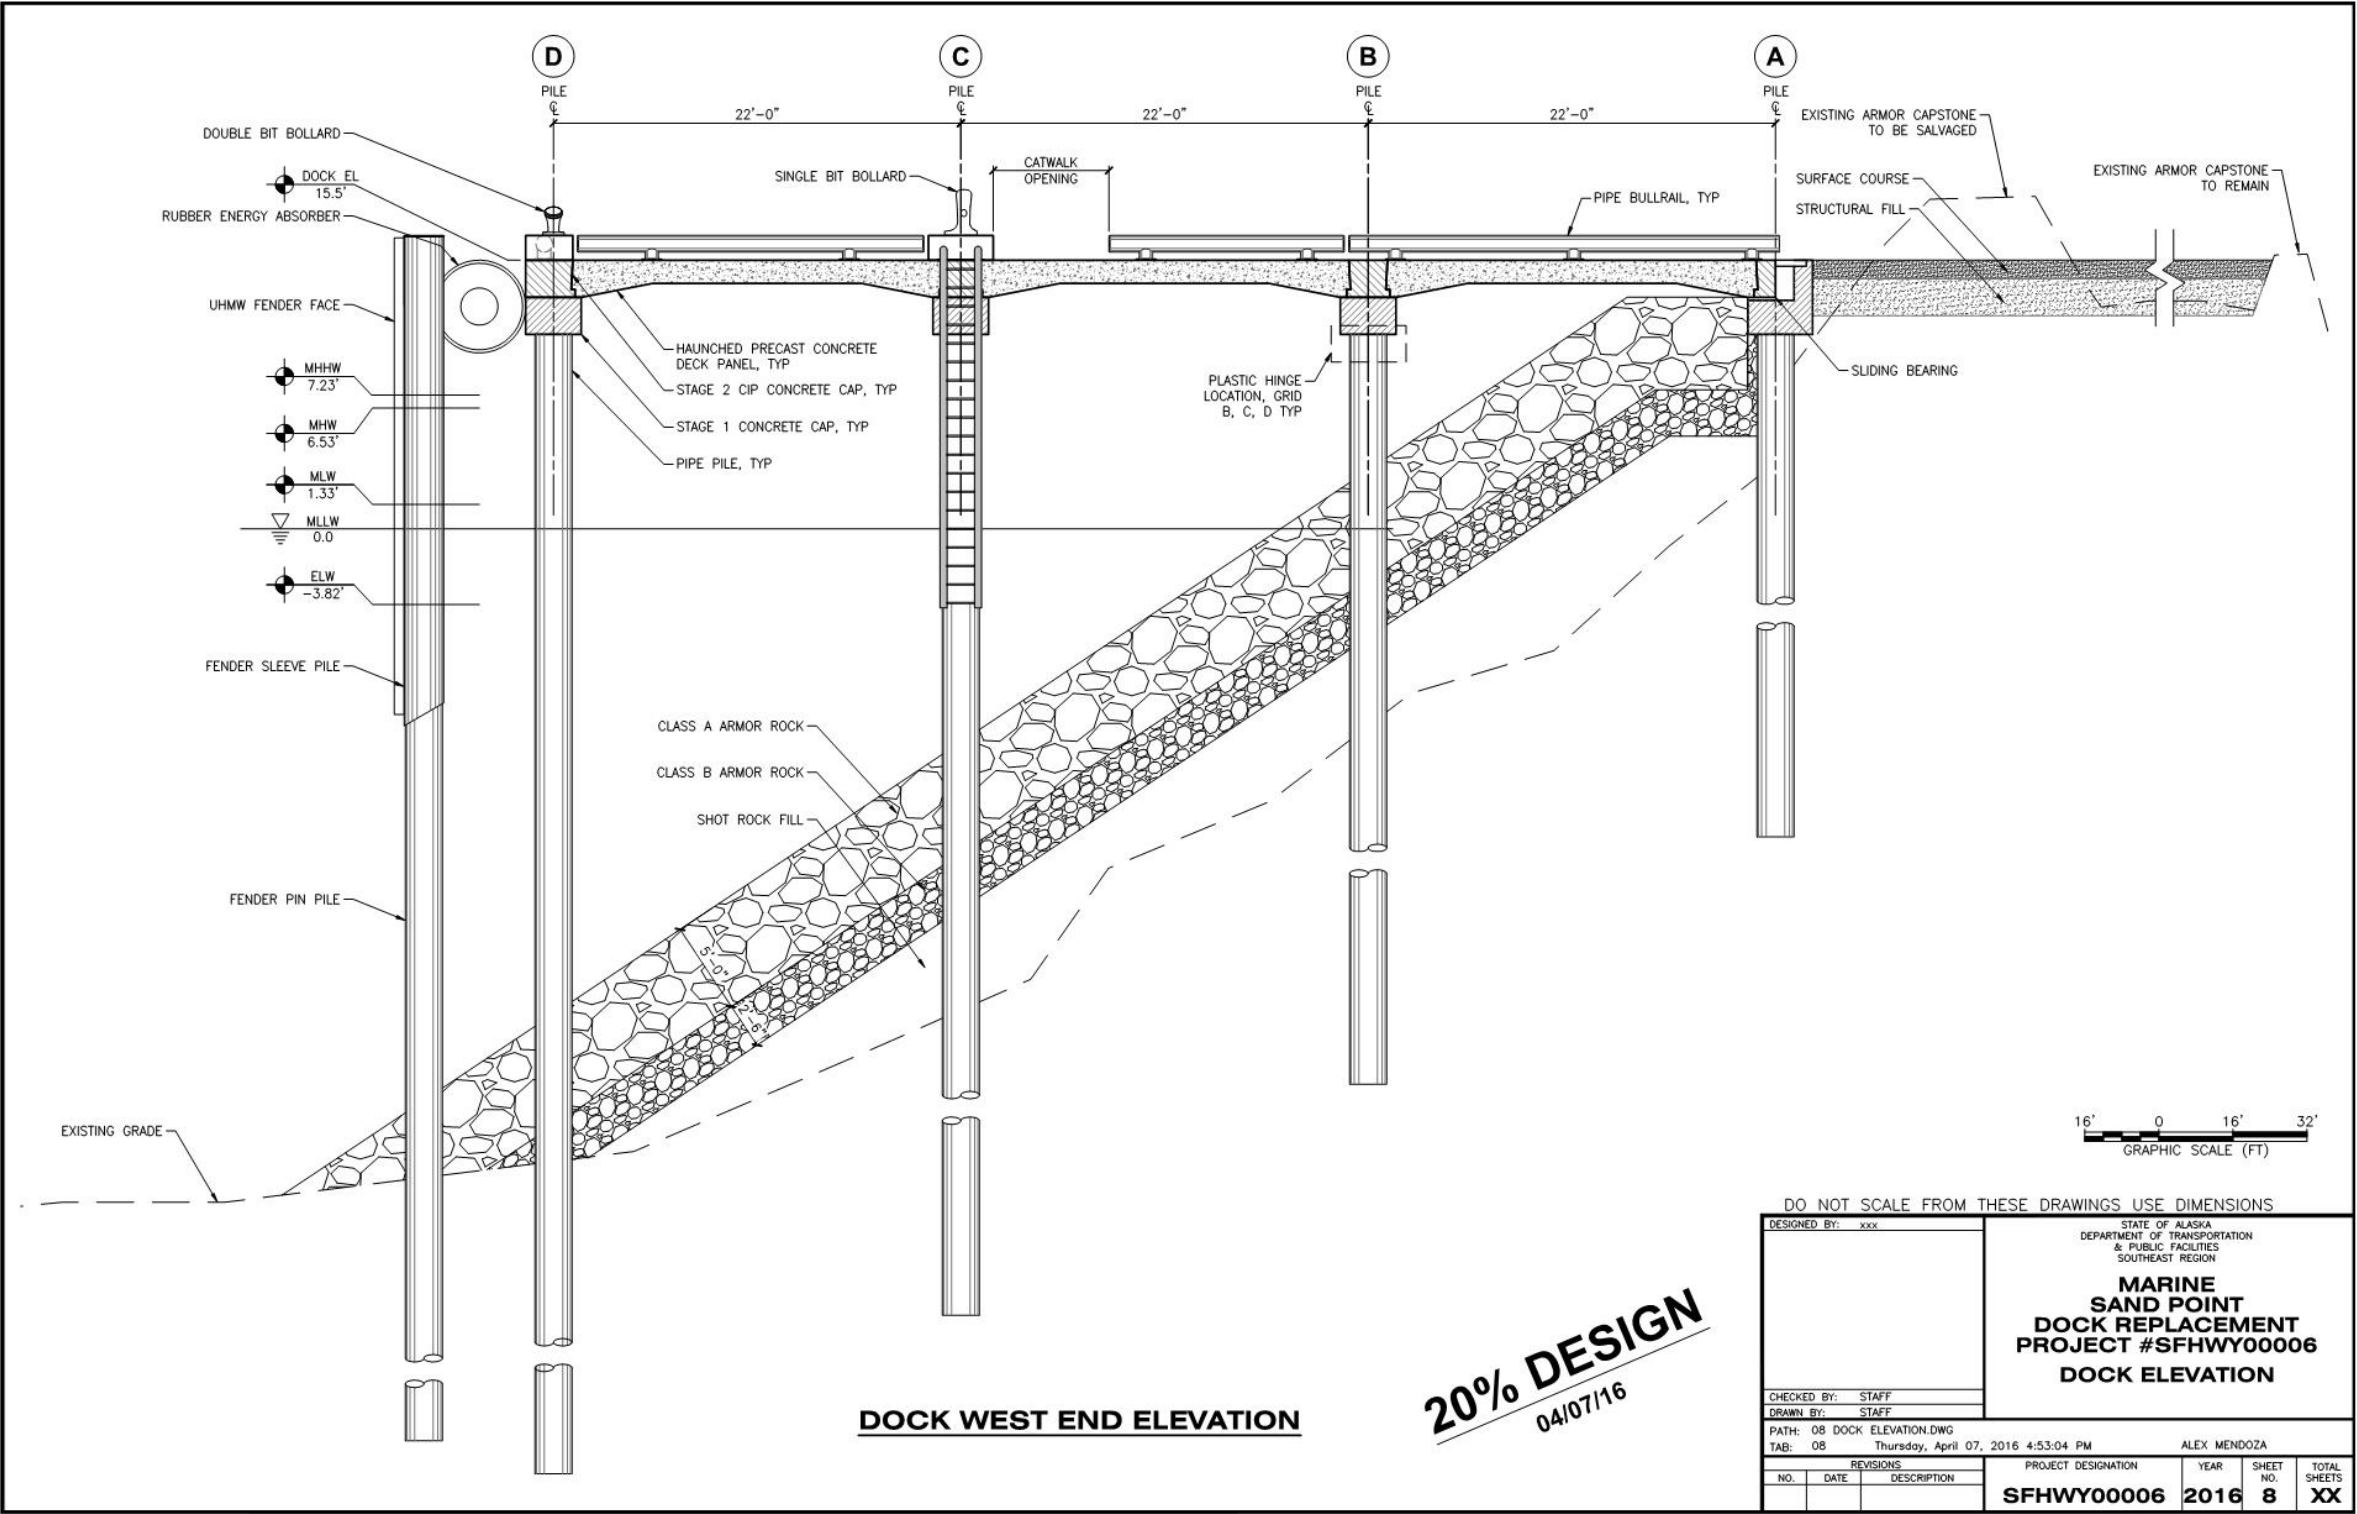 D
C
B
A
PILE
PILE
PILE
PILE
℄
℄
℄
℄
22'-0"
22'-0"
22'-0"
EXISTING ARMOR CAPSTONE
TO BE SALVAGED
DOUBLE BIT BOLLARD
DOCK EL
15.5'
SINGLE BIT BOLLARD
CATWALK
OPENING
PIPE BULLRAIL, TYP
SURFACE COURSE
STRUCTURAL FILL
EXISTING ARMOR CAPSTONE
TO REMAIN
RUBBER ENERGY ABSORBER
UHMW FENDER FACE
HAUNCHED PRECAST CONCRETE
DECK PANEL, TYP
STAGE 2 CIP CONCRETE CAP, TYP
STAGE 1 CONCRETE CAP, TYP
PIPE PILE, TYP
PLASTIC HINGE
LOCATION, GRID
B, C, D TYP
SLIDING BEARING
MHHW
7.23'
MHW
6.53'
MLW
1.33'
MLLW
0.0
ELW
-3.82'
FENDER SLEEVE PILE
CLASS A ARMOR ROCK
CLASS B ARMOR ROCK
SHOT ROCK FILL
FENDER PIN PILE
5'-0"
2'-6"
EXISTING GRADE
16' 0 16' 32'
GRAPHIC SCALE (FT)
DO NOT SCALE FROM THESE DRAWINGS USE DIMENSIONS
DOCK WEST END ELEVATION
20% DESIGN
04/07/16
DESIGNED BY: xxx
CHECKED BY: STAFF
DRAWN BY: STAFF
STATE OF ALASKA
DEPARTMENT OF TRANSPORTATION
& PUBLIC FACILITIES
SOUTHEAST REGION
MARINE
SAND POINT
DOCK REPLACEMENT
PROJECT #SFHWY00006
DOCK ELEVATION
PATH: 08 DOCK ELEVATION.DWG
TAB: 08 Thursday, April 07, 2016 4:53:04 PM ALEX MENDOZA
REVISIONS
NO. DATE DESCRIPTION
PROJECT DESIGNATION
SFHWY00006
YEAR
2016
SHEET
NO.
8
TOTAL
SHEETS
XX